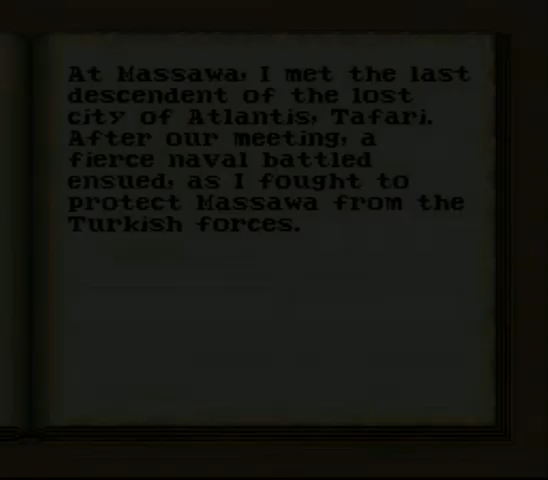 At Massawa, I met the last
descendent of the lost
city of Atlantis, Tafari.
After our meeting, a
fierce naval battled
ensued, as I fought to
protect Massawa from the
Turkish forces.